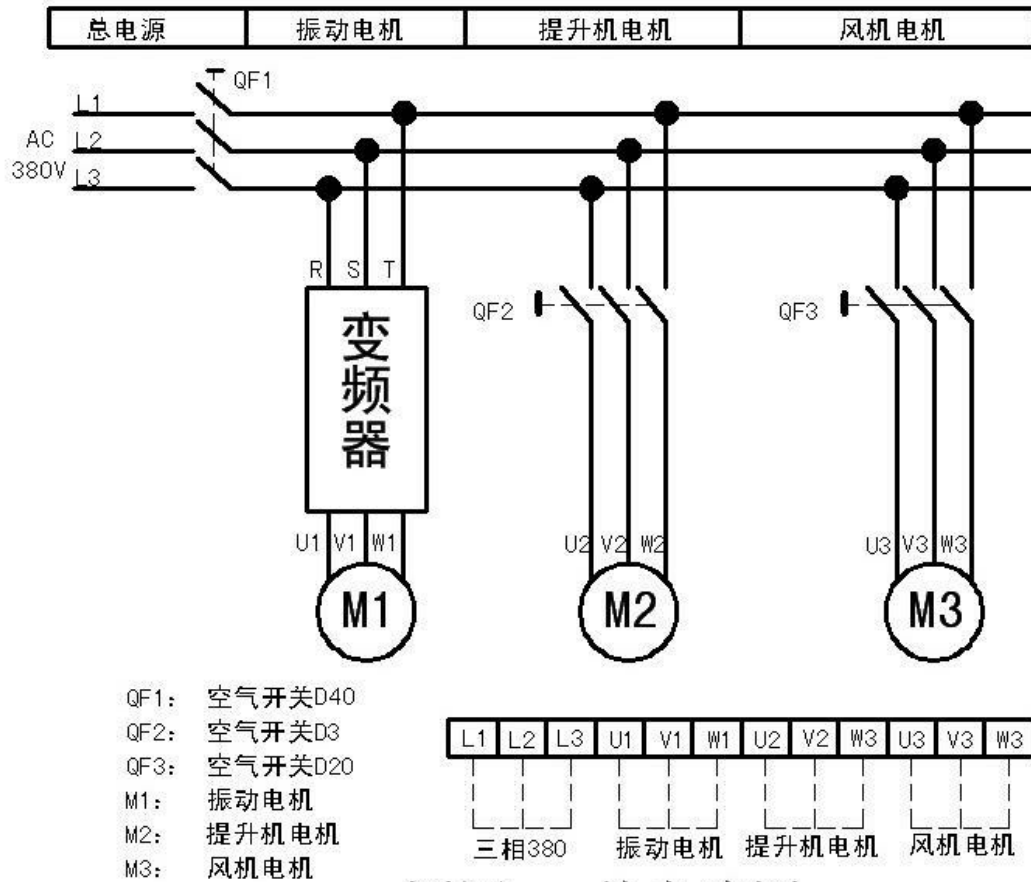 总电源 振动电机 提升机电机 风机电机
QF1
L1
AC L2
380V L3
R S T
变频器
QF2 QF3
U1 V1 W1 U2 V2 W2 U3 V3 W3
M1 M2 M3
QF1: 空气开关D40
QF2: 空气开关D3
QF3: 空气开关D20
M1: 振动电机
M2: 提升机电机
M3: 风机电机
L1 L2 L3 U1 V1 W1 U2 V2 W3 U3 V3 W3
三相380 振动电机 提升机电机 风机电机